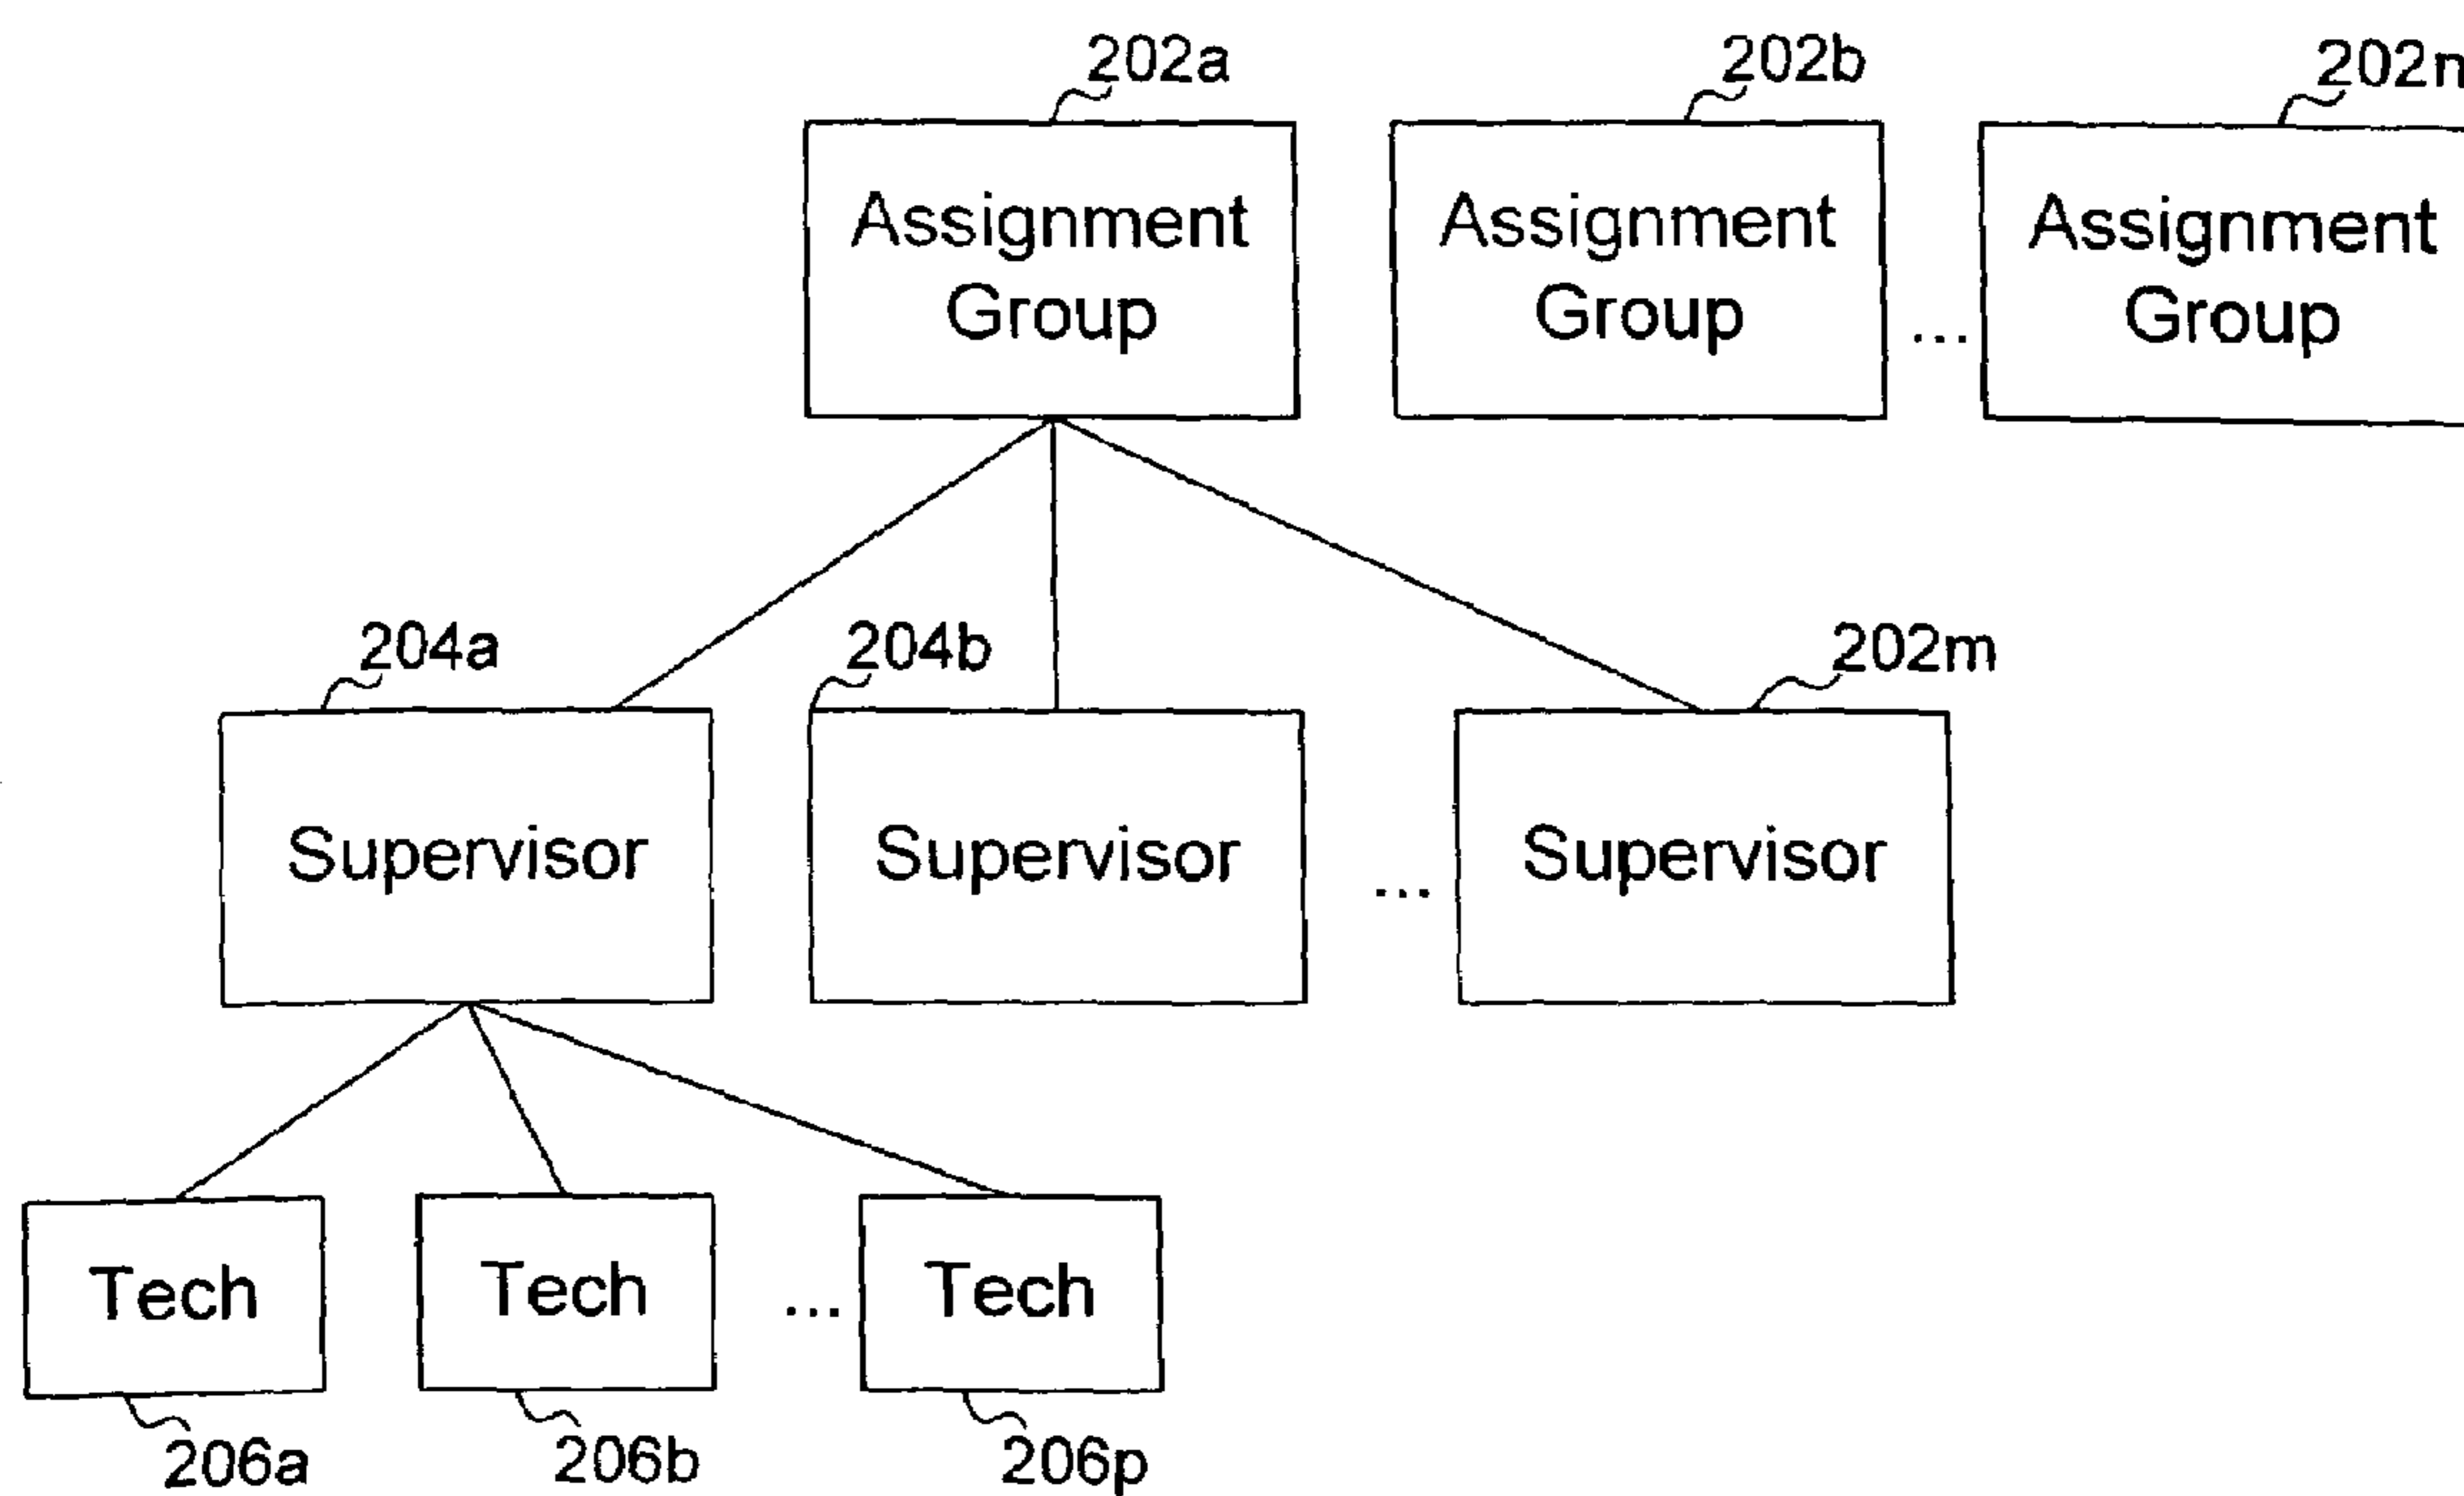 202a
202b
202n
Assignment
Group
Assignment
Group
...
Assignment
Group
204a
204b
202m
Supervisor
Supervisor
...
Supervisor
Tech
Tech
...
Tech
206a
206b
206p